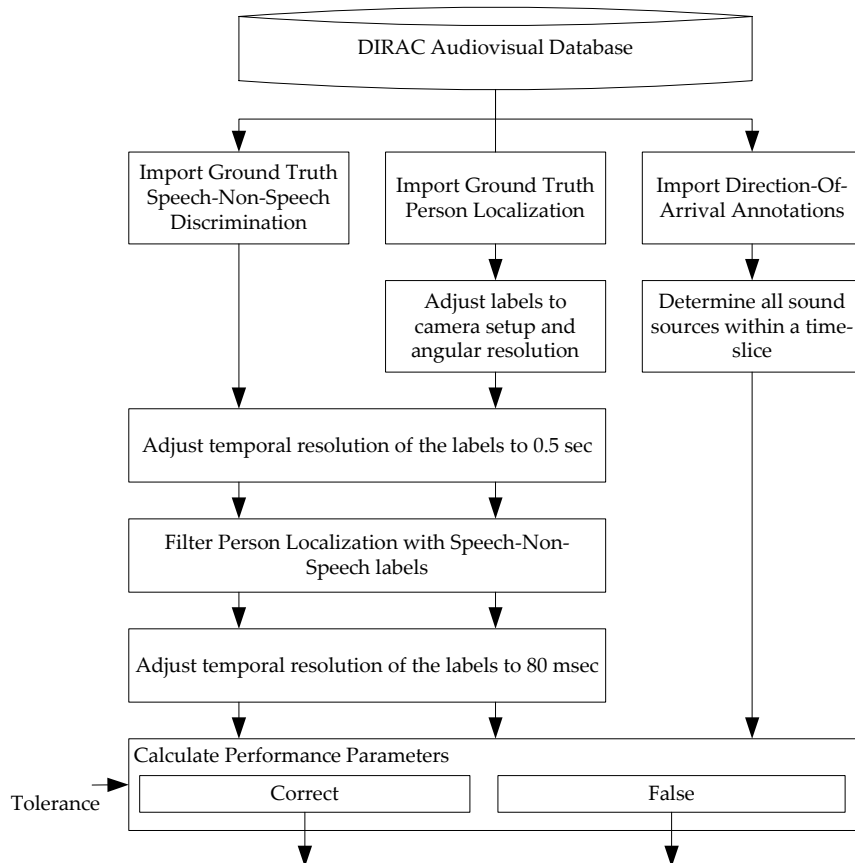 DIRAC Audiovisual Database
Import Ground Truth
Speech-Non-Speech
Discrimination
Import Ground Truth
Person Localization
Import Direction-Of-
Arrival Annotations
Adjust labels to
camera setup and
angular resolution
Determine all sound
sources within a time-
slice
Adjust temporal resolution of the labels to 0.5 sec
Filter Person Localization with Speech-Non-
Speech labels
Adjust temporal resolution of the labels to 80 msec
Calculate Performance Parameters
Tolerance
Correct
False